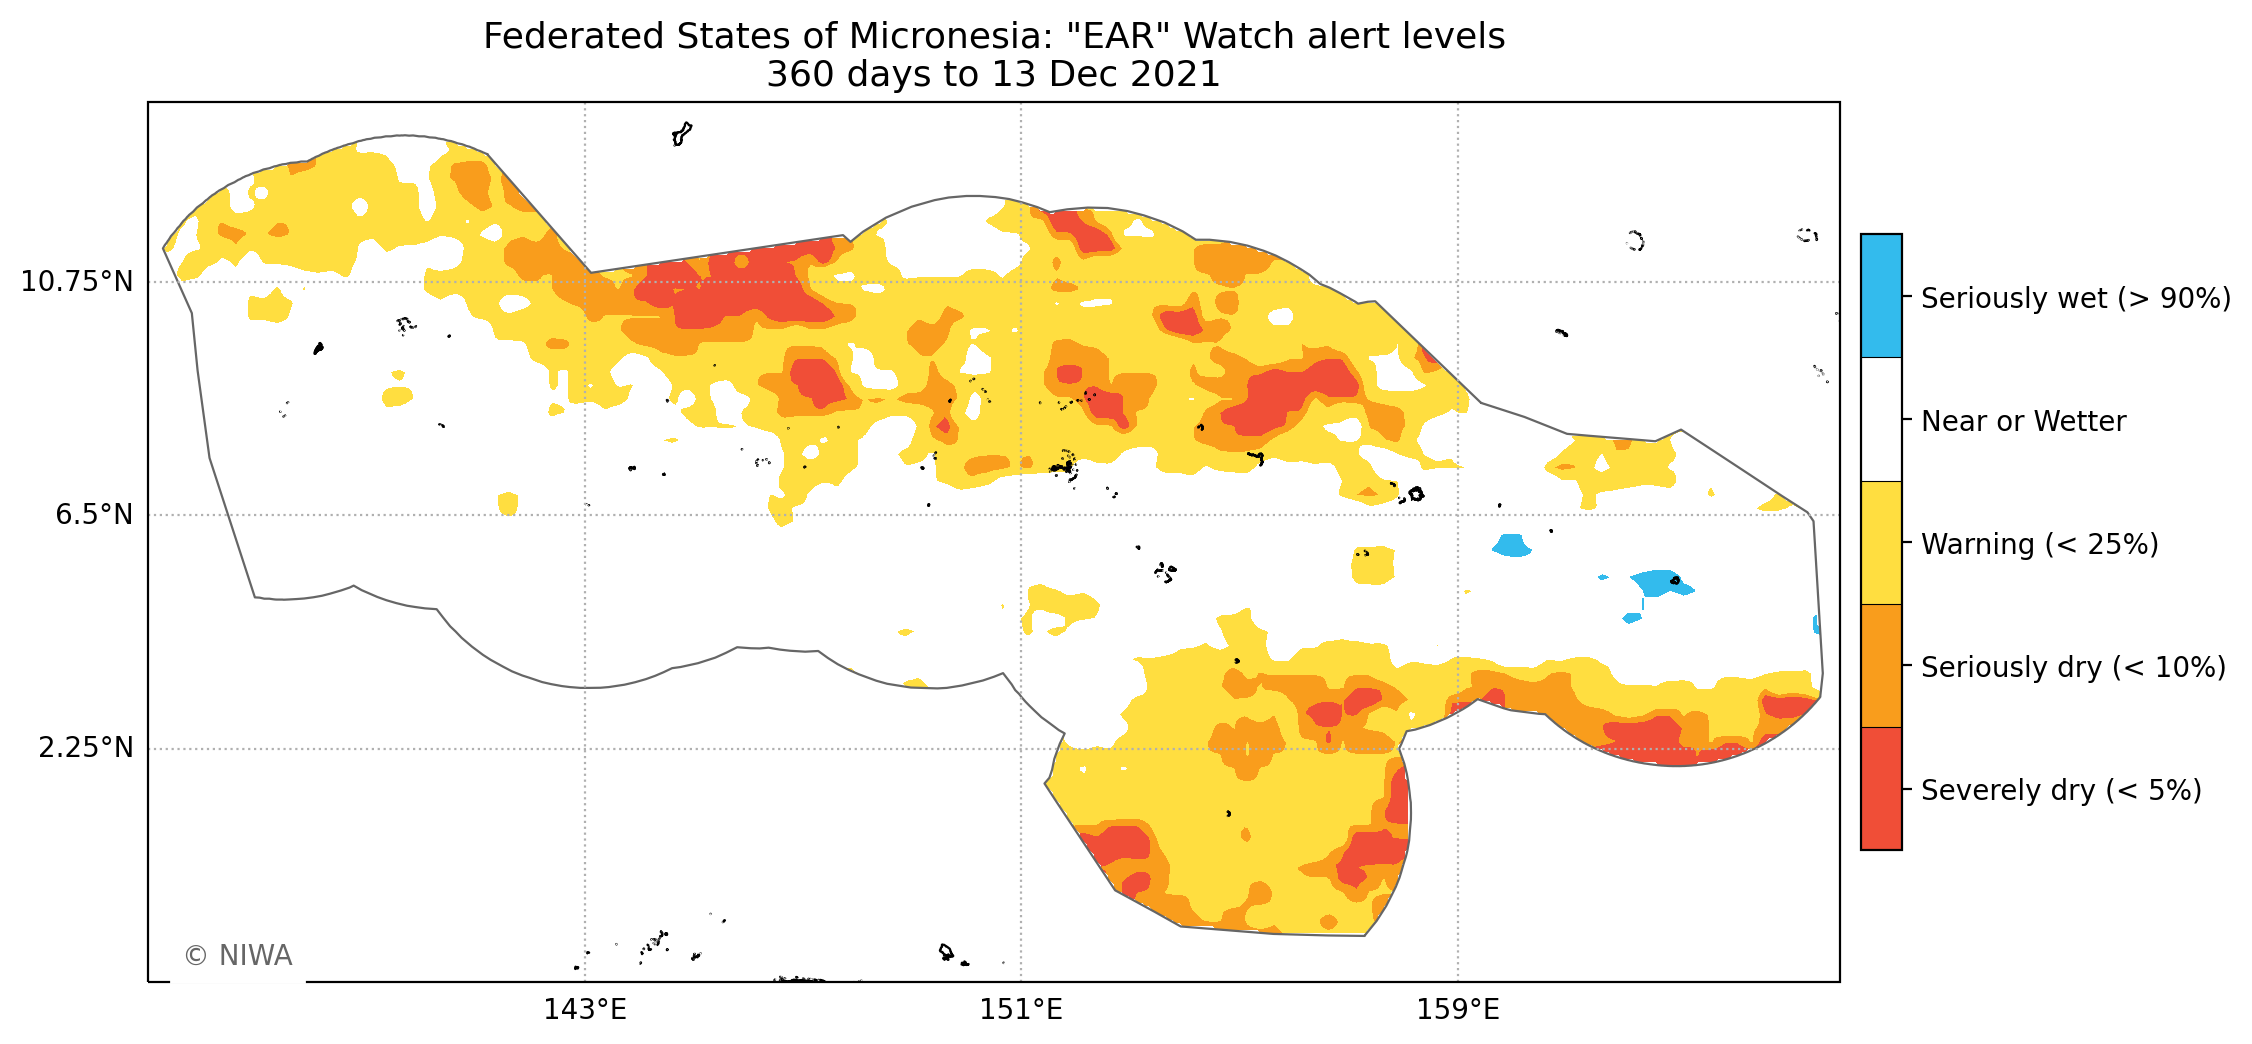 Federated States of Micronesia: "EAR" Watch alert levels
360 days to 13 Dec 2021
10.75°N
6.5°N
2.25°N
143°E
151°E
159°E
© NIWA
Seriously wet (> 90%)
Near or Wetter
Warning (< 25%)
Seriously dry (< 10%)
Severely dry (< 5%)